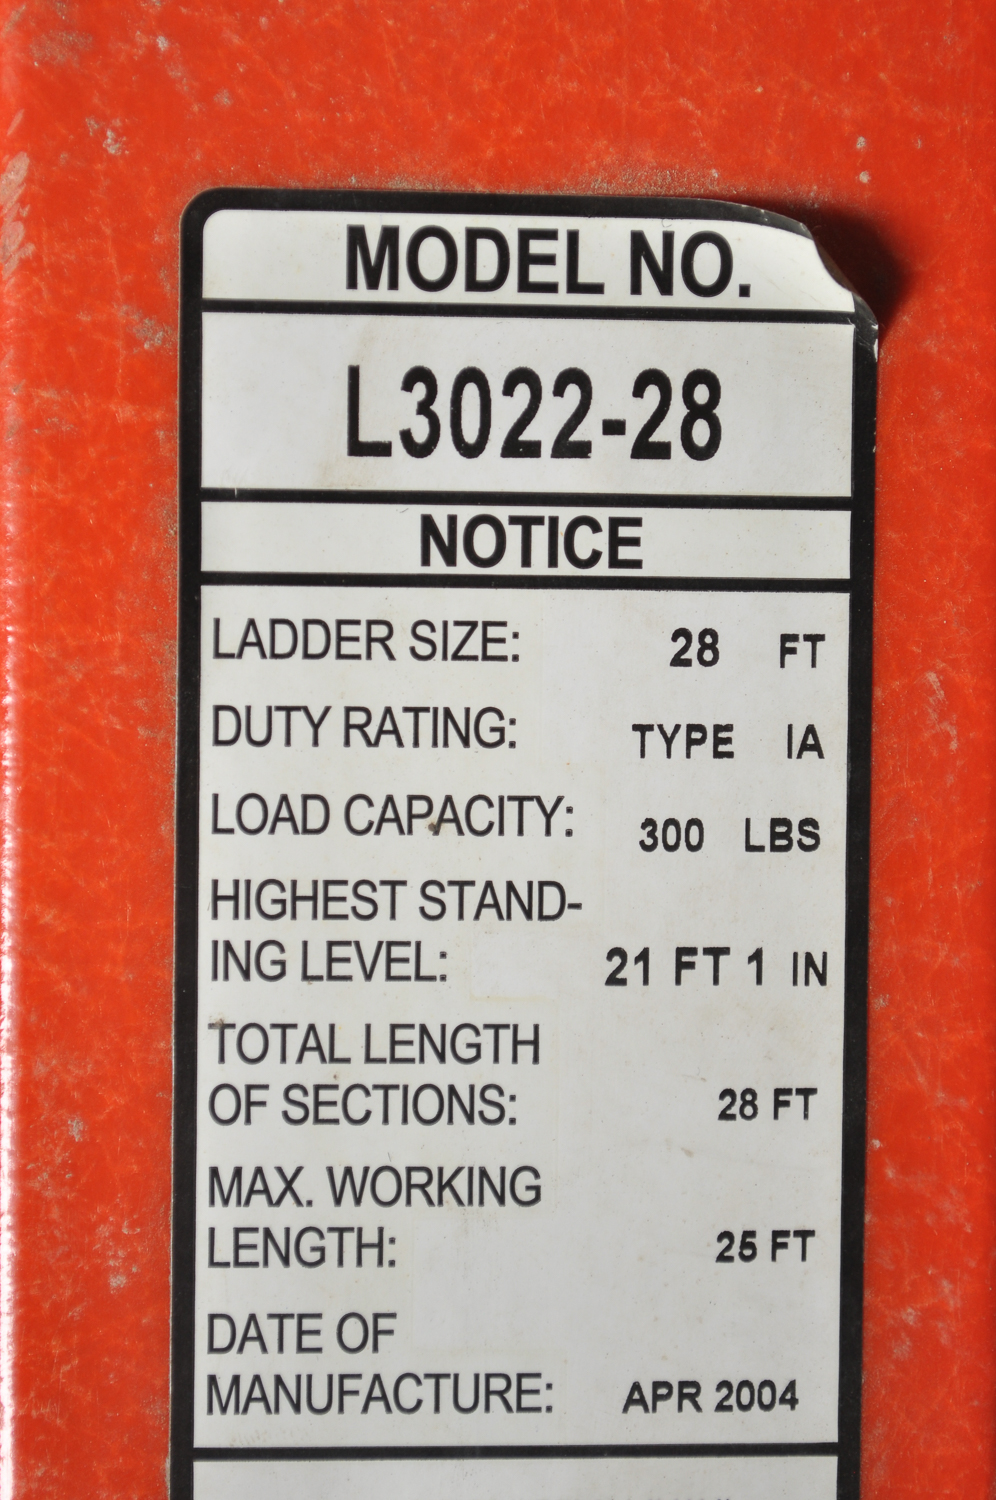 MODEL NO.
L3022-28
NOTICE
LADDER SIZE: 28 FT
DUTY RATING: TYPE IA
LOAD CAPACITY: 300 LBS
HIGHEST STAND-
ING LEVEL: 21 FT 1 IN
TOTAL LENGTH
OF SECTIONS: 28 FT
MAX. WORKING
LENGTH: 25 FT
DATE OF
MANUFACTURE: APR 2004